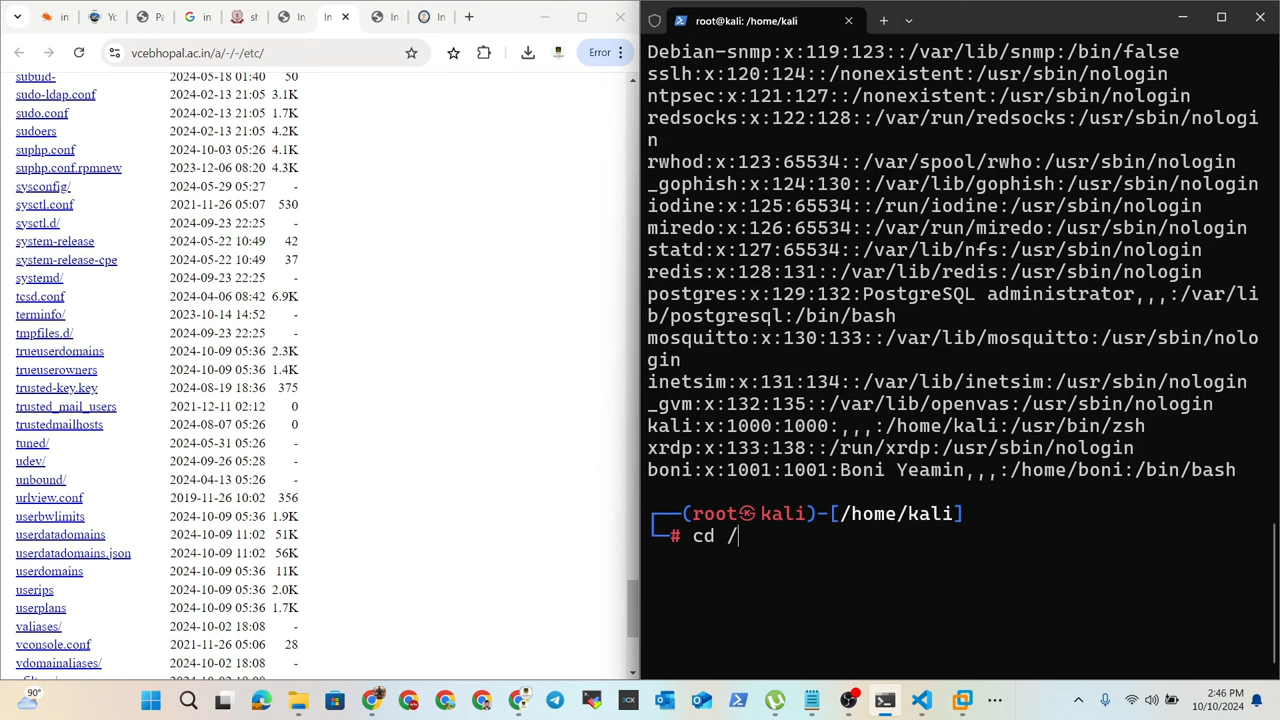 in
Yc
Pa
in
sh
In
In
In
In
vcebhopal.ac.in/a/-/-/etc/
Error
subuid- 2024-05-18 01:40 50
sudo-ldap.conf 2024-02-13 21:05 3.1K
sudo.conf 2024-02-13 21:05 1.7K
sudoers 2024-02-13 21:05 4.2K
suphp.conf 2024-10-03 05:26 4.1K
suphp.conf.rpmnew 2023-12-06 08:20 4.3K
sysconfig/ 2024-05-29 05:27 -
sysctl.conf 2021-11-26 05:07 530
sysctl.d/ 2024-09-23 22:25 -
system-release 2024-05-22 10:49 42
system-release-cpe 2024-05-22 10:49 37
systemd/ 2024-09-23 22:25 -
tcsd.conf 2024-04-06 08:42 6.9K
terminfo/ 2023-10-14 14:52 -
tmpfiles.d/ 2024-09-23 22:25 -
trueuserdomains 2024-10-09 05:36 2.3K
trueuserowners 2024-10-09 05:36 1.4K
trusted-key.key 2024-08-19 18:36 375
trusted_mail_users 2021-12-11 02:12 0
trustedmailhosts 2024-08-07 05:26 0
tuned/ 2024-05-31 05:26 -
udev/ 2024-09-26 05:28 -
unbound/ 2024-04-13 05:26 -
urlview.conf 2019-11-26 10:02 356
userbwlimits 2024-10-09 05:36 1.9K
userdatadomains 2024-10-09 11:02 51K
userdatadomains.json 2024-10-09 11:02 56K
userdomains 2024-10-09 05:36 11K
userips 2024-10-09 05:36 2.0K
userplans 2024-10-09 05:36 1.7K
valiases/ 2024-10-02 18:08 -
vconsole.conf 2021-11-26 05:06 28
vdomainaliases/ 2024-10-02 18:08 -
root@kali: /home/kali
Debian-snmp:x:119:123::/var/lib/snmp:/bin/false
sslh:x:120:124::/nonexistent:/usr/sbin/nologin
ntpsec:x:121:127::/nonexistent:/usr/sbin/nologin
redsocks:x:122:128::/var/run/redsocks:/usr/sbin/nologi
n
rwhod:x:123:65534::/var/spool/rwho:/usr/sbin/nologin
_gophish:x:124:130::/var/lib/gophish:/usr/sbin/nologin
iodine:x:125:65534::/run/iodine:/usr/sbin/nologin
miredo:x:126:65534::/var/run/miredo:/usr/sbin/nologin
statd:x:127:65534::/var/lib/nfs:/usr/sbin/nologin
redis:x:128:131::/var/lib/redis:/usr/sbin/nologin
postgres:x:129:132:PostgreSQL administrator,,,:/var/li
b/postgresql:/bin/bash
mosquitto:x:130:133::/var/lib/mosquitto:/usr/sbin/nolo
gin
inetsim:x:131:134::/var/lib/inetsim:/usr/sbin/nologin
_gvm:x:132:135::/var/lib/openvas:/usr/sbin/nologin
kali:x:1000:1000:,,,:/home/kali:/usr/bin/zsh
xrdp:x:133:138::/run/xrdp:/usr/sbin/nologin
boni:x:1001:1001:Boni Yeamin,,,:/home/boni:/bin/bash
┌──(root㉿kali)-[/home/kali]
└─# cd /
90°
2:46 PM
10/10/2024